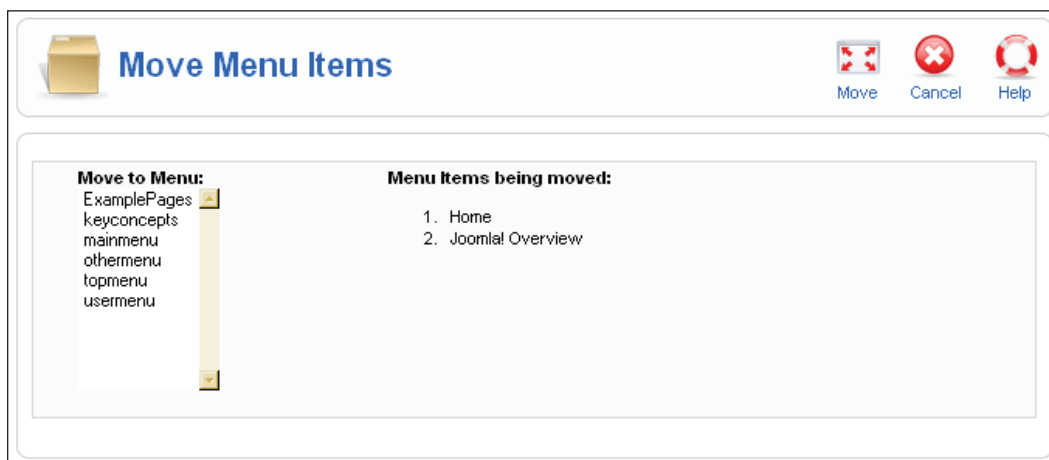 Move Menu Items
Move Cancel Help
Move to Menu:
ExamplePages
keyconcepts
mainmenu
othermenu
topmenu
usermenu
Menu Items being moved:
1. Home
2. Joomla! Overview